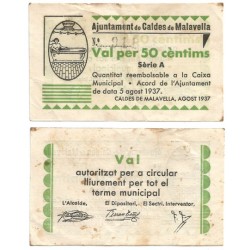 Ajuntament de Caldes de Malavella
Nº
Val per 50 cèntims
Sèrie A
Quantitat reembolsable a la Caixa
Municipal · Acord de l'Ajuntament
de data 5 agost 1937.
CALDES DE MALAVELLA, AGOST 1937
Val
autoritzat per a circular
lliurement per tot el
terme municipal
L'Alcalde, El Dipositari, El Sectri. Interventor,